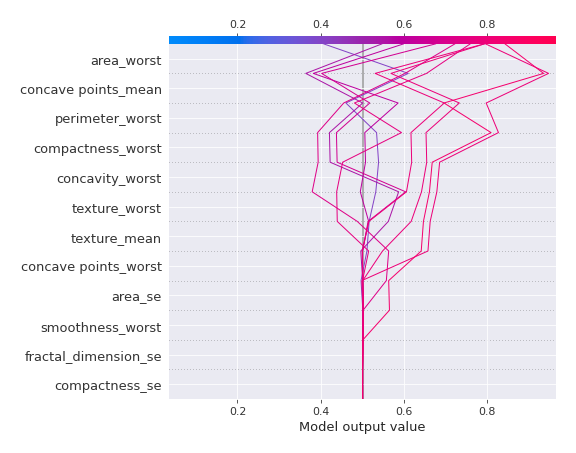 0.2 0.4 0.6 0.8
area_worst
concave points_mean
perimeter_worst
compactness_worst
concavity_worst
texture_worst
texture_mean
concave points_worst
area_se
smoothness_worst
fractal_dimension_se
compactness_se
0.2 0.4 0.6 0.8
Model output value